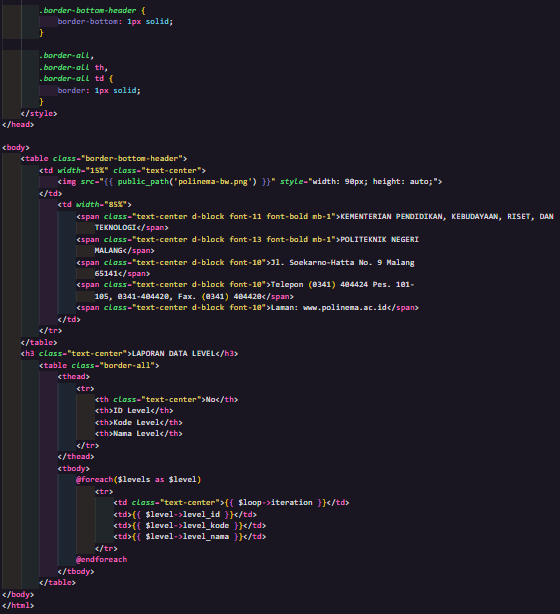 .border-bottom-header {
border-bottom: 1px solid;
}
.border-all,
.border-all th,
.border-all td {
border: 1px solid;
}
</style>
</head>
<body>
<table class="border-bottom-header">
<td width="15%" class="text-center">
<img src="{{ public_path('polinema-bw.png') }}" style="width: 90px; height: auto;">
</td>
<td width="85%">
<span class="text-center d-block font-11 font-bold mb-1">KEMENTERIAN PENDIDIKAN, KEBUDAYAAN, RISET, DAN
TEKNOLOGI</span>
<span class="text-center d-block font-13 font-bold mb-1">POLITEKNIK NEGERI
MALANG</span>
<span class="text-center d-block font-10">Jl. Soekarno-Hatta No. 9 Malang
65141</span>
<span class="text-center d-block font-10">Telepon (0341) 404424 Pes. 101-
105, 0341-404420, Fax. (0341) 404420</span>
<span class="text-center d-block font-10">Laman: www.polinema.ac.id</span>
</td>
</tr>
</table>
<h3 class="text-center">LAPORAN DATA LEVEL</h3>
<table class="border-all">
<thead>
<tr>
<th class="text-center">No</th>
<th>ID Level</th>
<th>Kode Level</th>
<th>Nama Level</th>
</tr>
</thead>
<tbody>
@foreach($levels as $level)
<tr>
<td class="text-center">{{ $loop->iteration }}</td>
<td>{{ $level->level_id }}</td>
<td>{{ $level->level_kode }}</td>
<td>{{ $level->level_nama }}</td>
</tr>
@endforeach
</tbody>
</table>
</body>
</html>